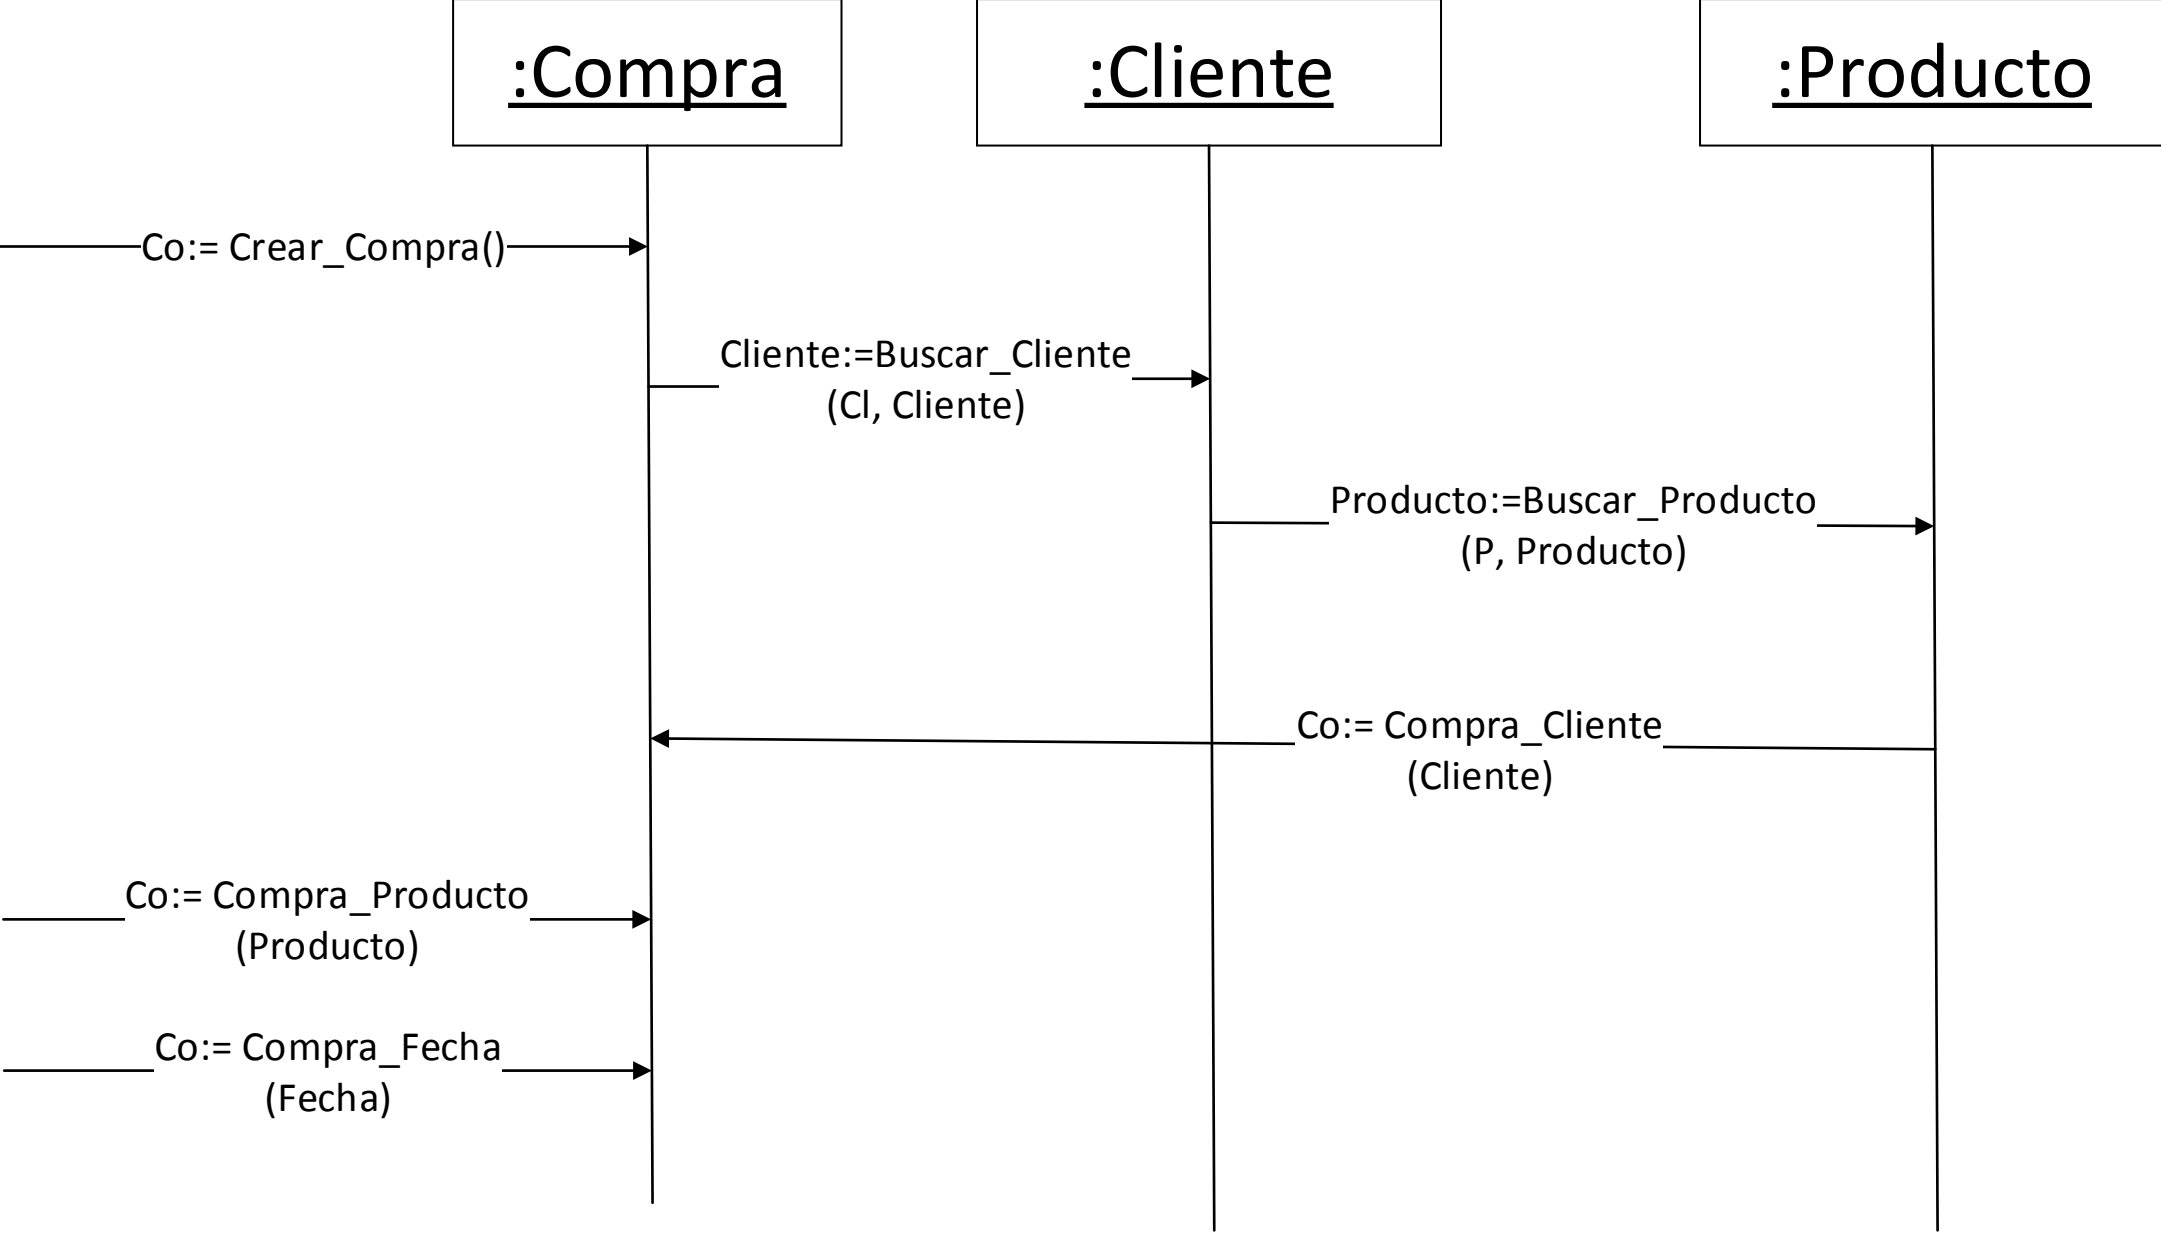 :Compra
:Cliente
:Producto
Co:= Crear_Compra()
Cliente:=Buscar_Cliente
(Cl, Cliente)
Producto:=Buscar_Producto
(P, Producto)
Co:= Compra_Cliente
(Cliente)
Co:= Compra_Producto
(Producto)
Co:= Compra_Fecha
(Fecha)